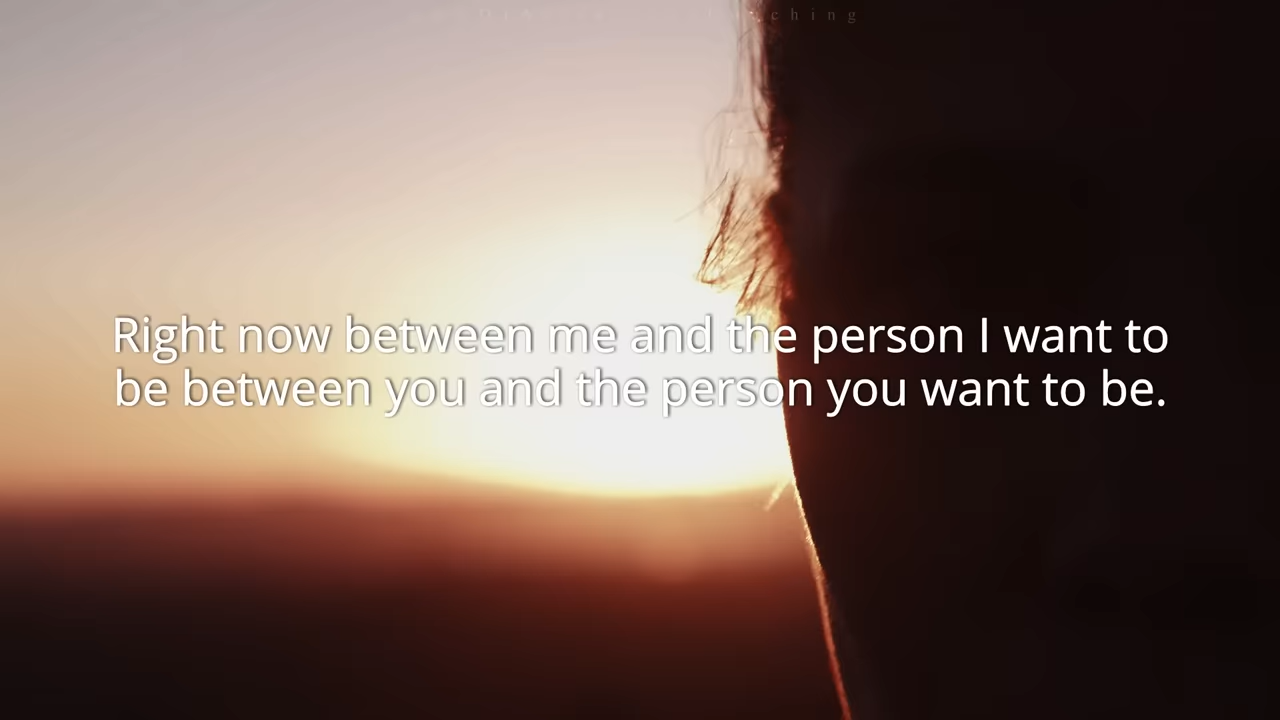 Right now between me and the person I want to
be between you and the person you want to be.